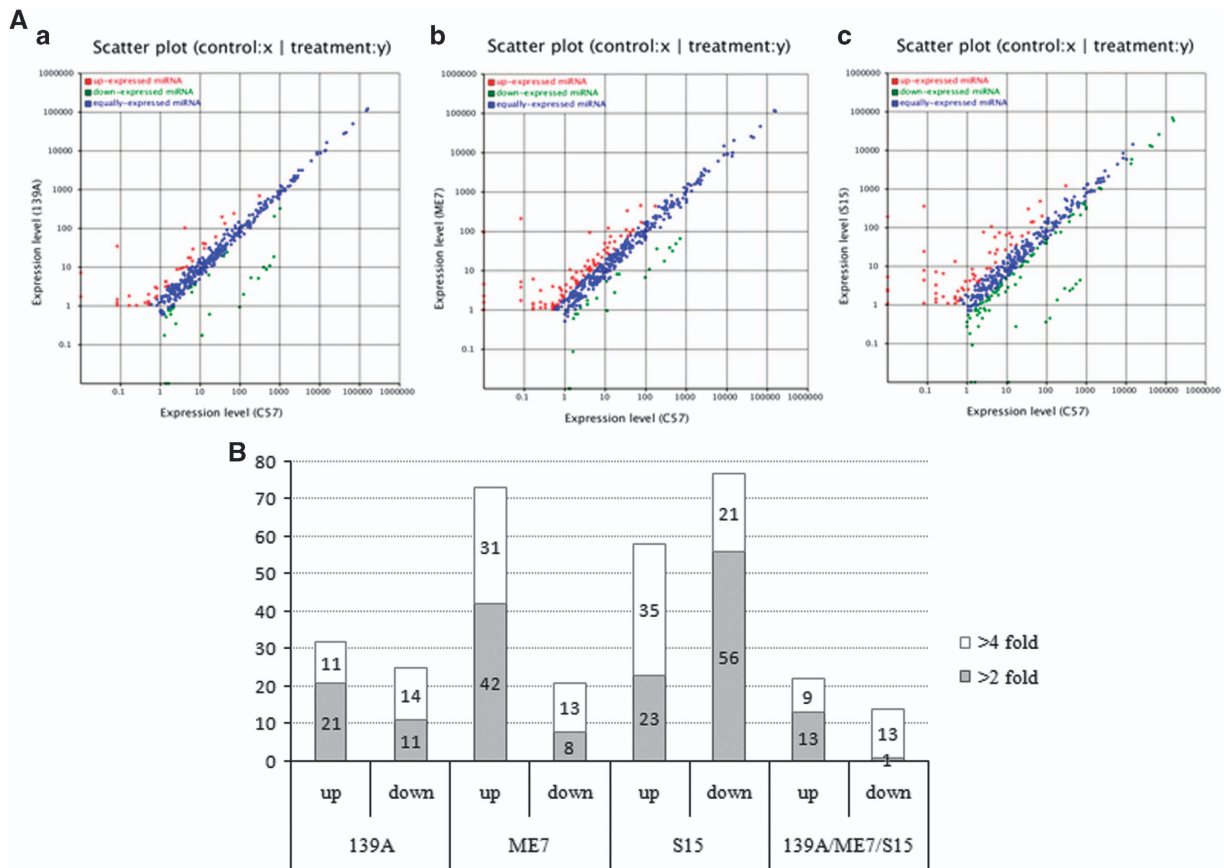 A
a
Scatter plot (control:x | treatment:y)
up-expressed miRNA
down-expressed miRNA
equally-expressed miRNA
1000000
100000
10000
1000
100
10
1
0.1
Expression level (139A)
0.1 1 10 100 1000 10000 100000 1000000
Expression level (C57)
b
Scatter plot (control:x | treatment:y)
up-expressed miRNA
down-expressed miRNA
equally-expressed miRNA
1000000
100000
10000
1000
100
10
1
0.1
Expression level (ME7)
0.1 1 10 100 1000 10000 100000 1000000
Expression level (C57)
c
Scatter plot (control:x | treatment:y)
up-expressed miRNA
down-expressed miRNA
equally-expressed miRNA
1000000
100000
10000
1000
100
10
1
0.1
Expression level (S15)
0.1 1 10 100 1000 10000 100000 1000000
Expression level (C57)
B
80
70
60
50
40
30
20
10
0
11
21
14
11
31
42
13
8
35
23
21
56
9
13
13
1
>4 fold
>2 fold
up down up down up down up down
139A ME7 S15 139A/ME7/S15